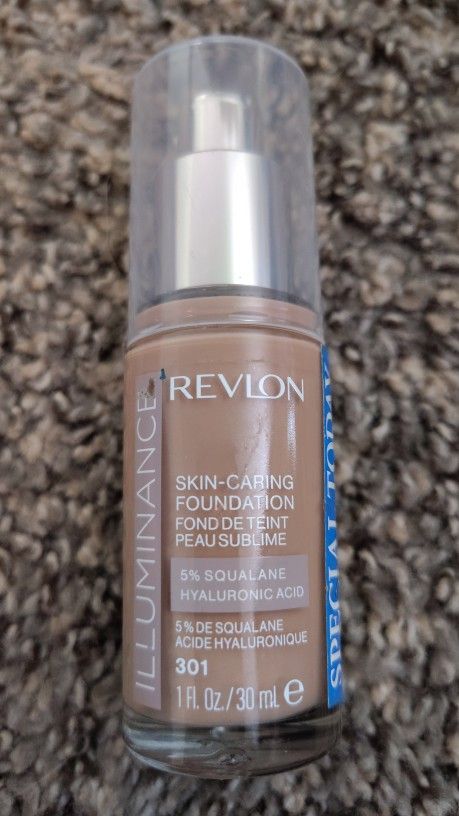 REVLON
ILLUMINANCE
SKIN-CARING
FOUNDATION
FOND DE TEINT
PEAU SUBLIME
5% SQUALANE
HYALURONIC ACID
5% DE SQUALANE
ACIDE HYALURONIQUE
301
1 Fl. Oz./30 mL e
SPECIAL TODAY